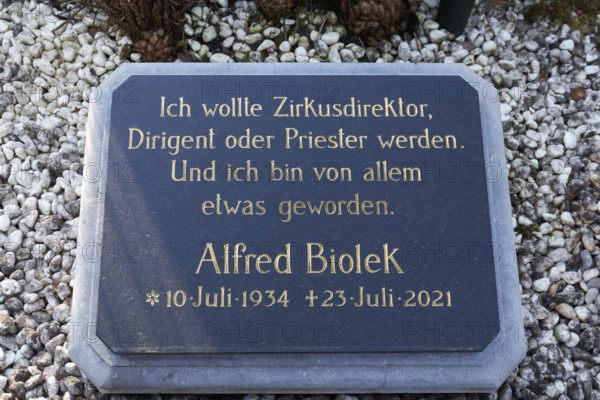 Ich wollte Zirkusdirektor,
Dirigent oder Priester werden.
Und ich bin von allem
etwas geworden.
Alfred Biolek
* 10·Juli·1934 † 23·Juli·2021